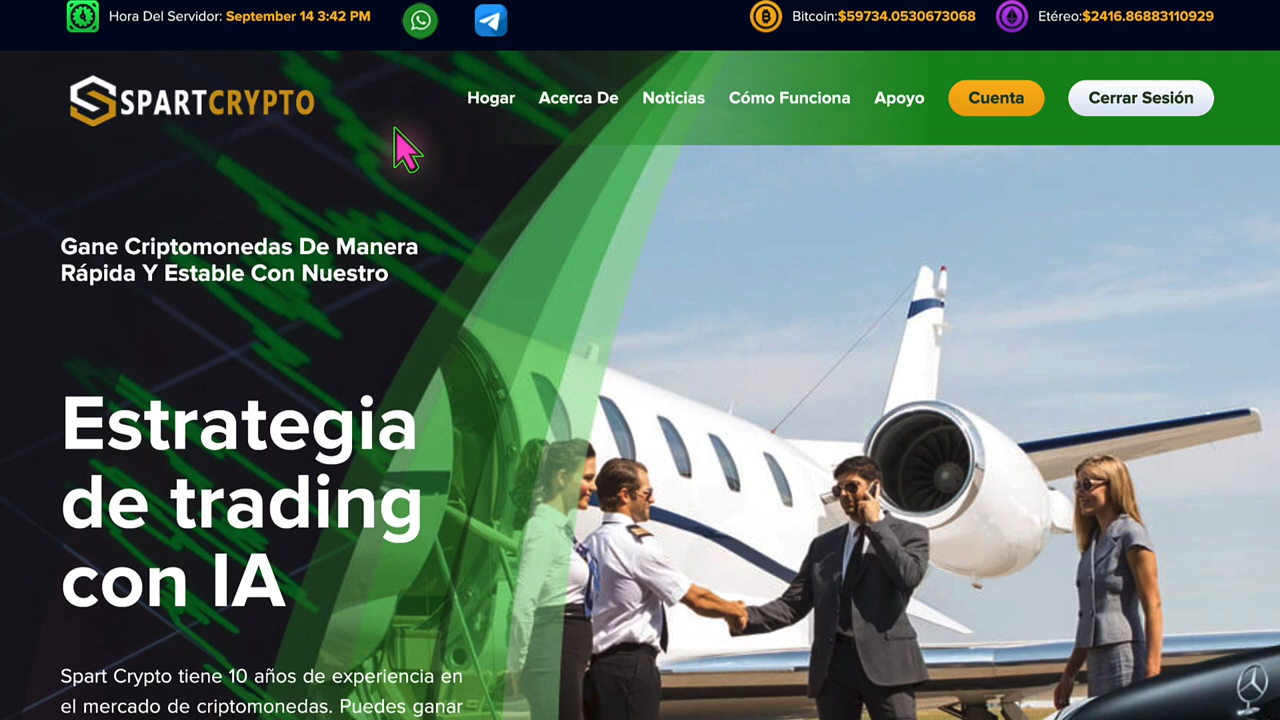 Hora Del Servidor: September 14 3:42 PM
Bitcoin:$59734.0530673068
Etéreo:$2416.86883110929
SPARTCRYPTO
Hogar
Acerca De
Noticias
Cómo Funciona
Apoyo
Cuenta
Cerrar Sesión
Gane Criptomonedas De Manera
Rápida Y Estable Con Nuestro
Estrategia
de trading
con IA
Spart Crypto tiene 10 años de experiencia en
el mercado de criptomonedas. Puedes ganar